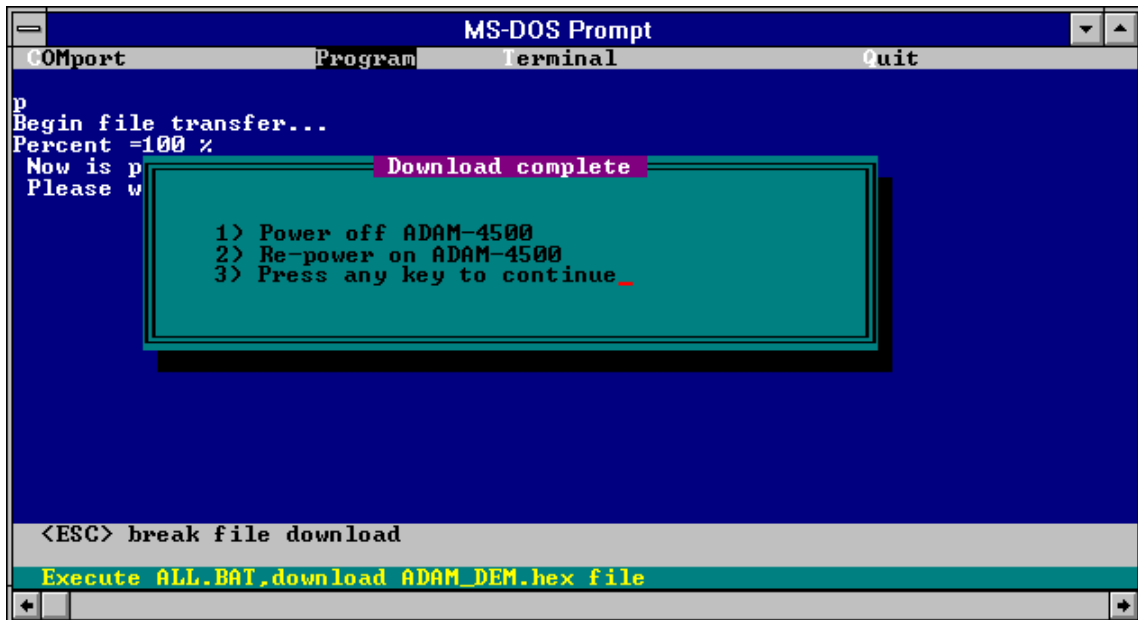 MS-DOS Prompt
COMport Program Terminal Quit
p
Begin file transfer...
Percent =100 %
Now is p
Please w
Download complete
1) Power off ADAM-4500
2) Re-power on ADAM-4500
3) Press any key to continue_
<ESC> break file download
Execute ALL.BAT,download ADAM_DEM.hex file